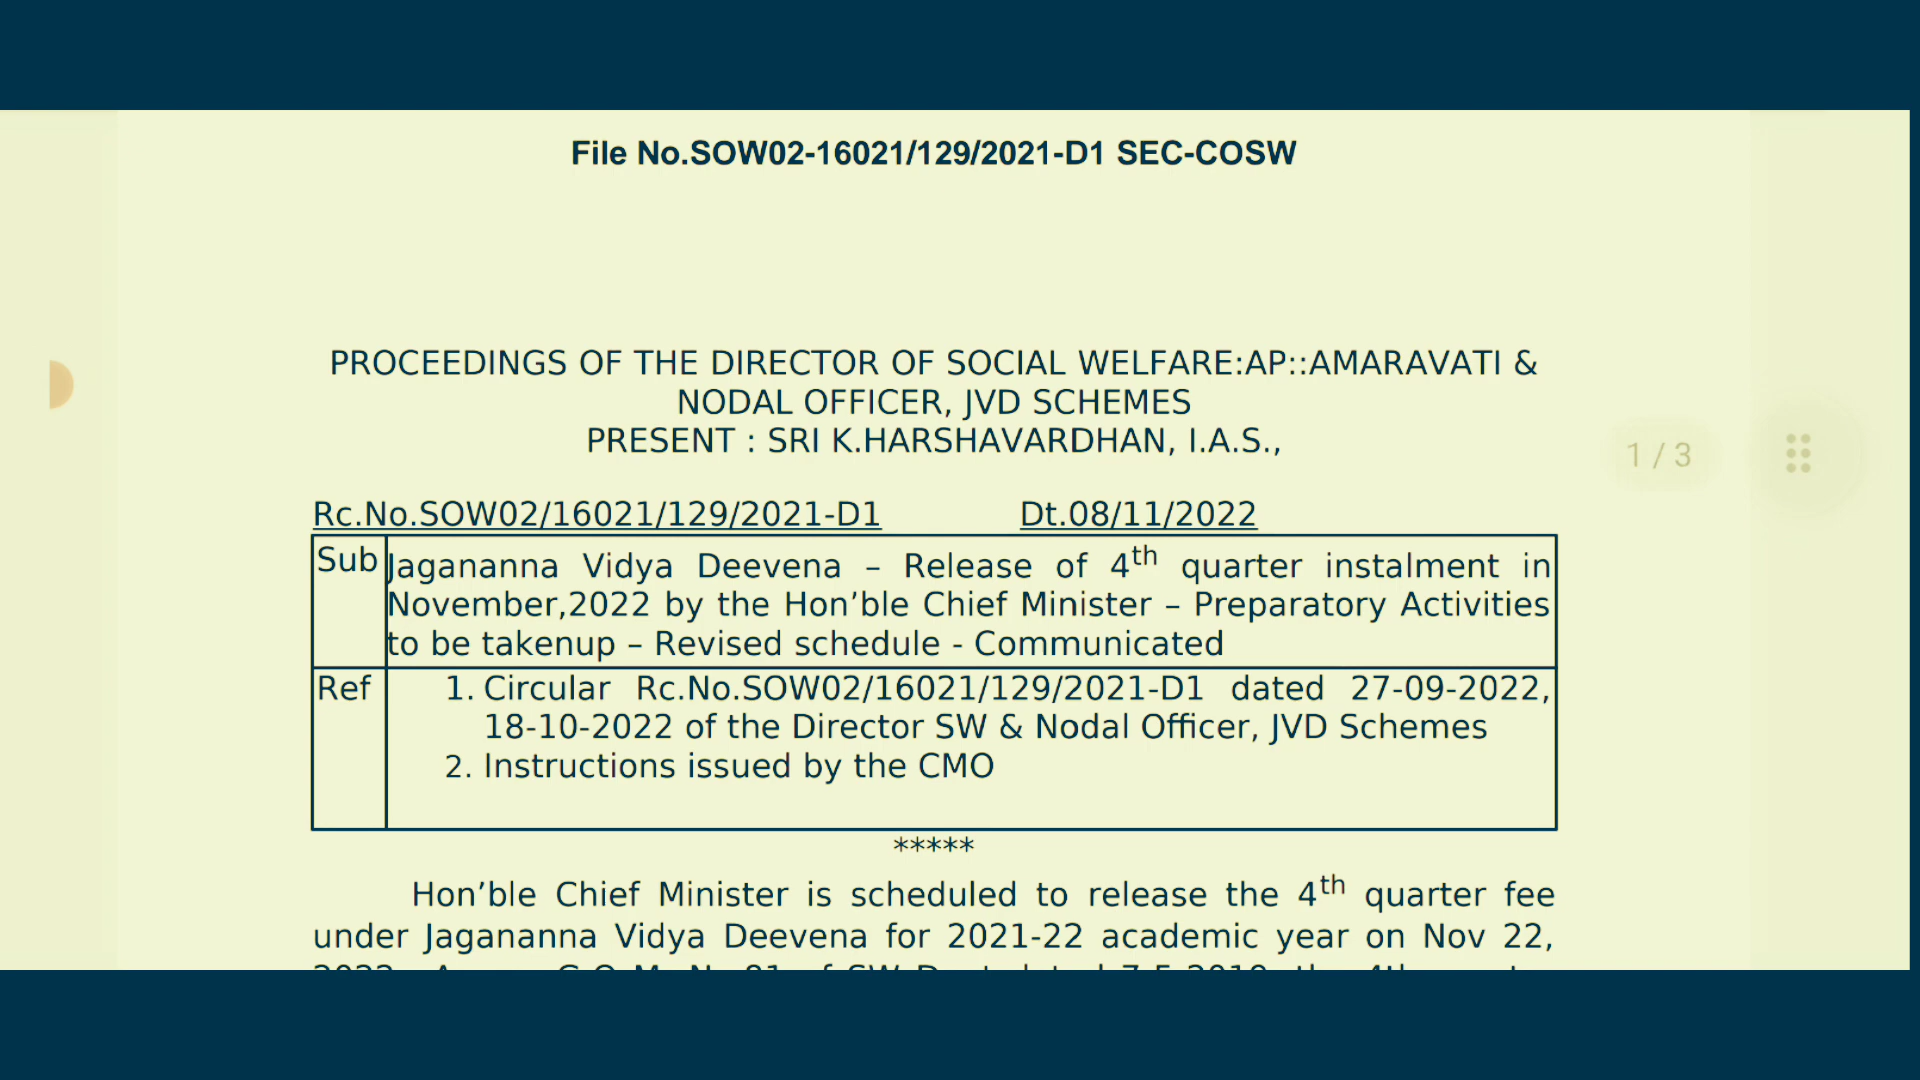 File No.SOW02-16021/129/2021-D1 SEC-COSW
PROCEEDINGS OF THE DIRECTOR OF SOCIAL WELFARE:AP::AMARAVATI &
NODAL OFFICER, JVD SCHEMES
PRESENT : SRI K.HARSHAVARDHAN, I.A.S.,
1 / 3
Rc.No.SOW02/16021/129/2021-D1 Dt.08/11/2022
Sub Jagananna Vidya Deevena – Release of 4th quarter instalment in
November,2022 by the Hon’ble Chief Minister – Preparatory Activities
to be takenup – Revised schedule - Communicated
Ref 1. Circular Rc.No.SOW02/16021/129/2021-D1 dated 27-09-2022,
18-10-2022 of the Director SW & Nodal Officer, JVD Schemes
2. Instructions issued by the CMO
*****
Hon’ble Chief Minister is scheduled to release the 4th quarter fee
under Jagananna Vidya Deevena for 2021-22 academic year on Nov 22,